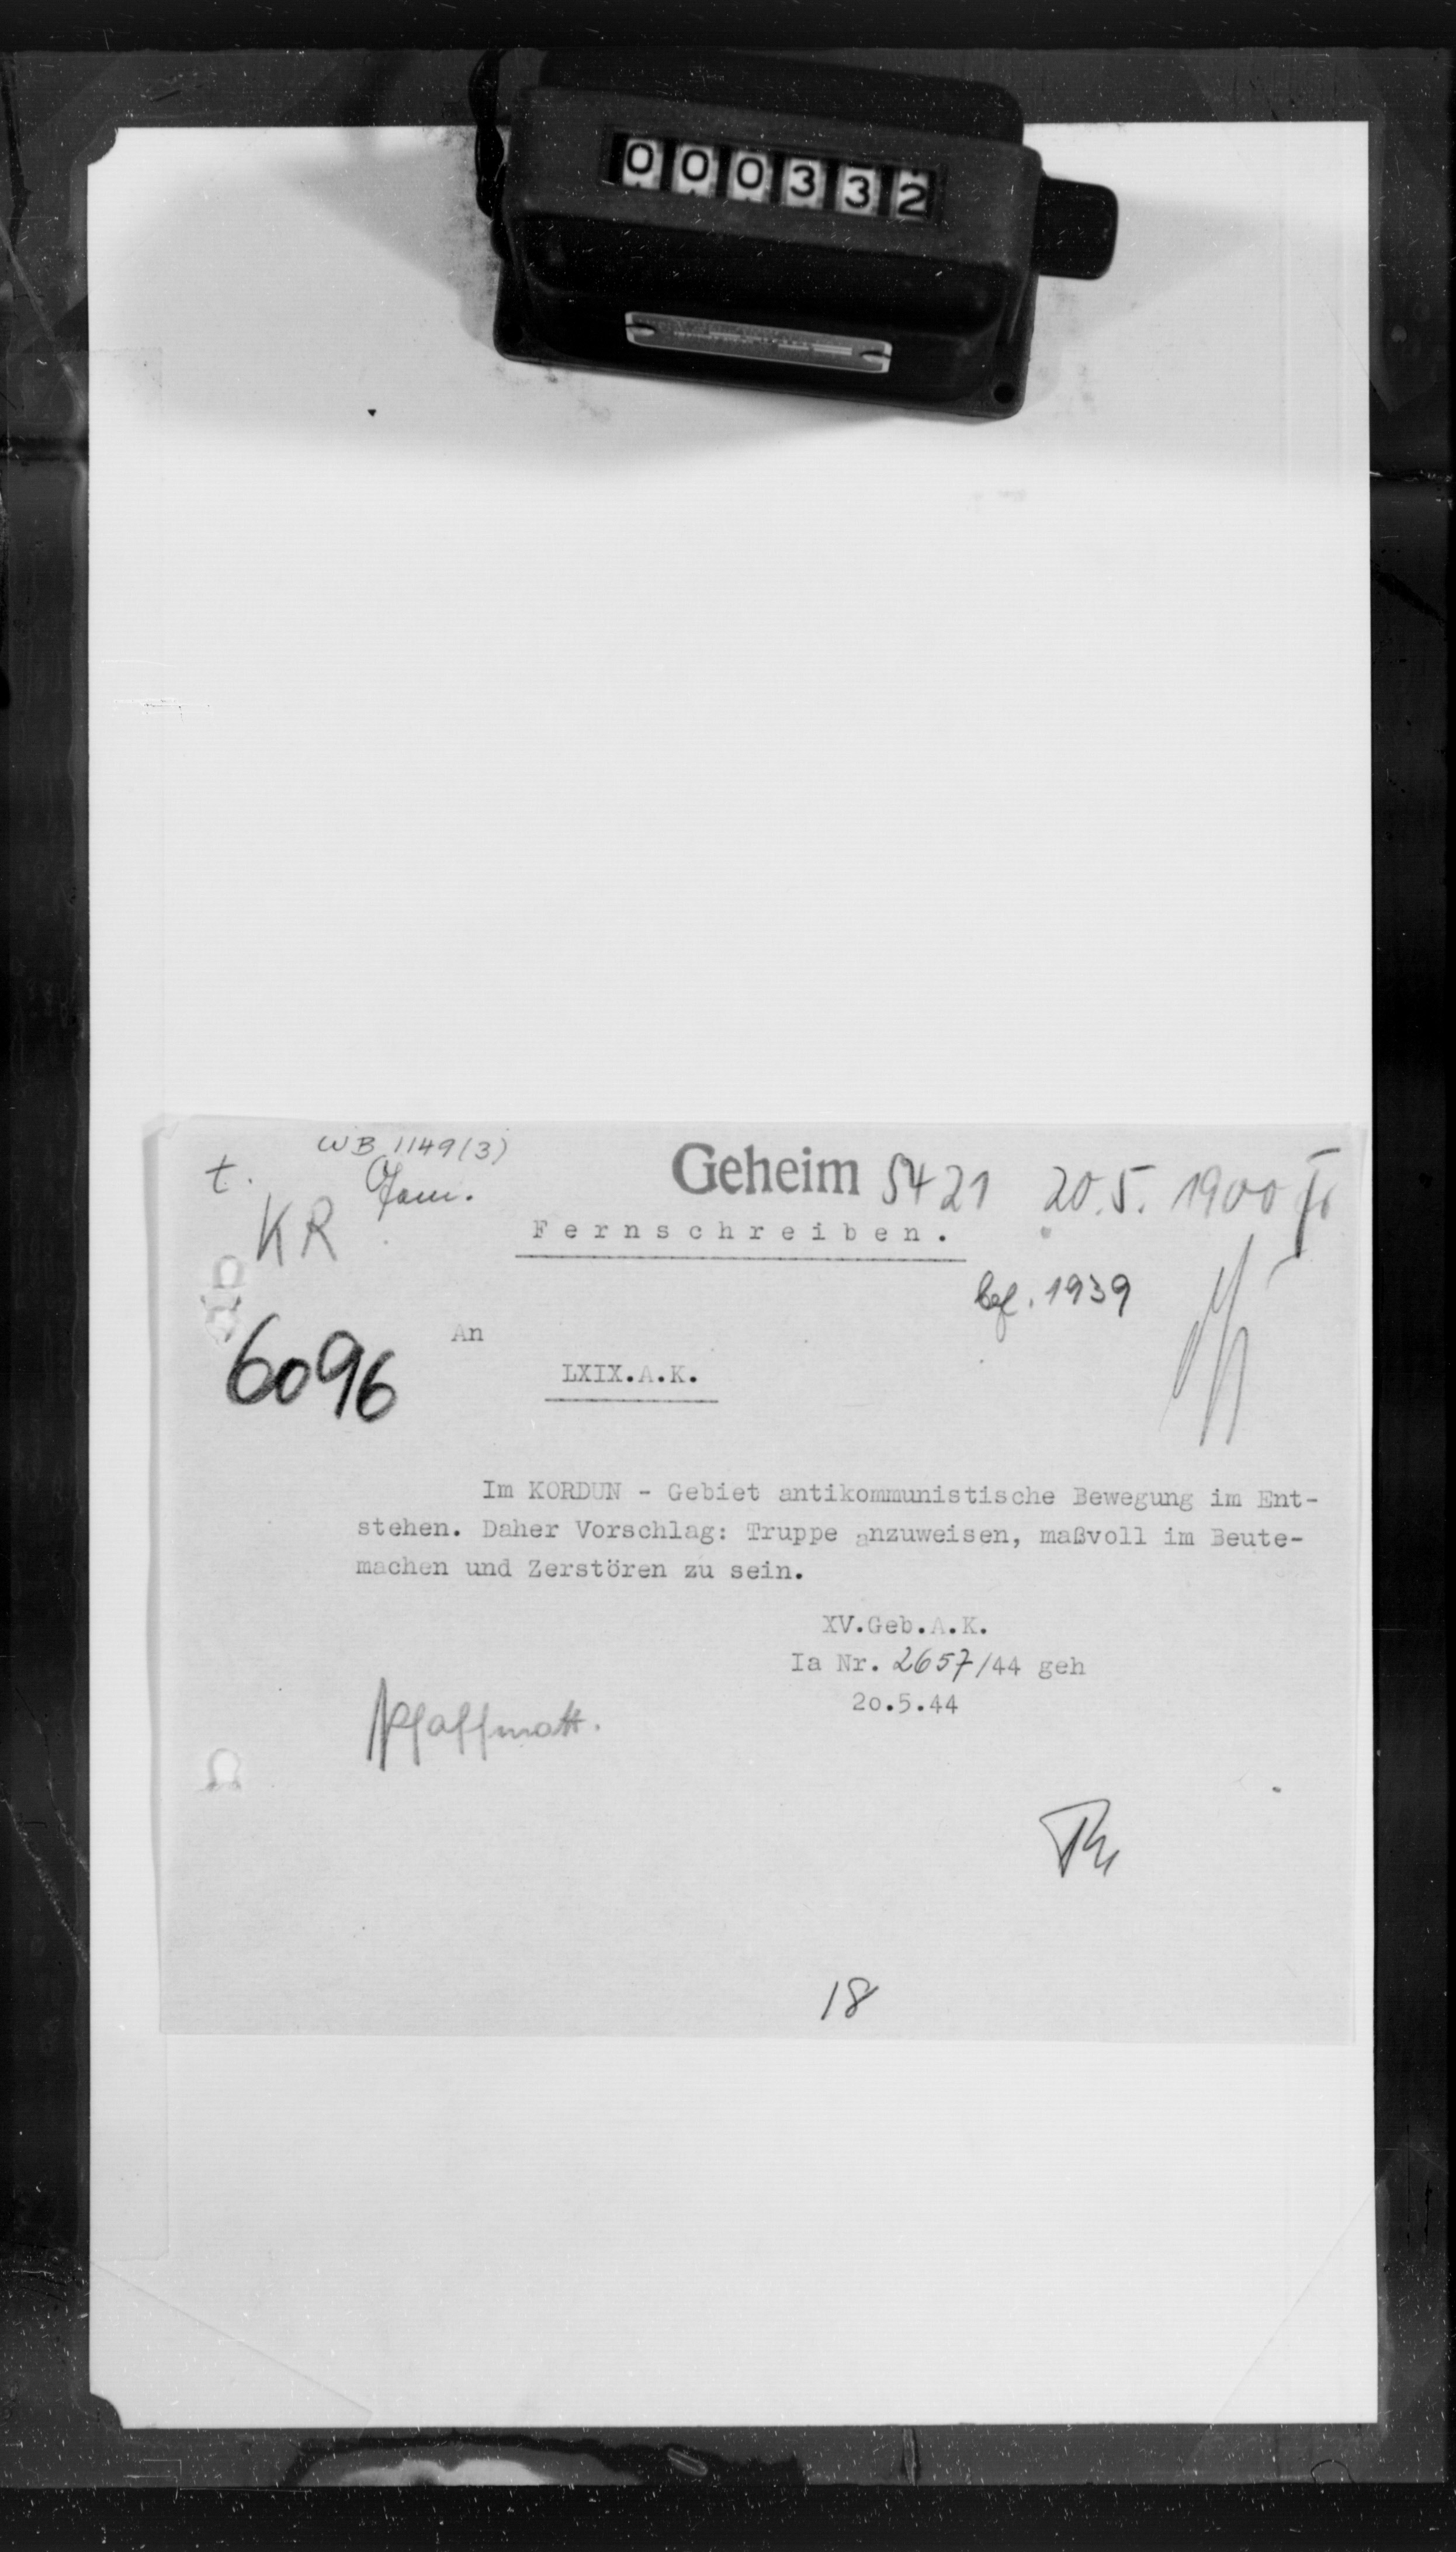 000332
WB 1149(3)
t.
Geheim 5421 20.5. 1900
KR
Fernschreiben.
bef. 1939
An
6096
LXIX.A.K.
Im KORDUN - Gebiet antikommunistische Bewegung im Ent-
stehen. Daher Vorschlag: Truppe anzuweisen, maßvoll im Beute-
machen und Zerstören zu sein.
XV.Geb.A.K.
Ia Nr. 2657/44 geh
20.5.44
18